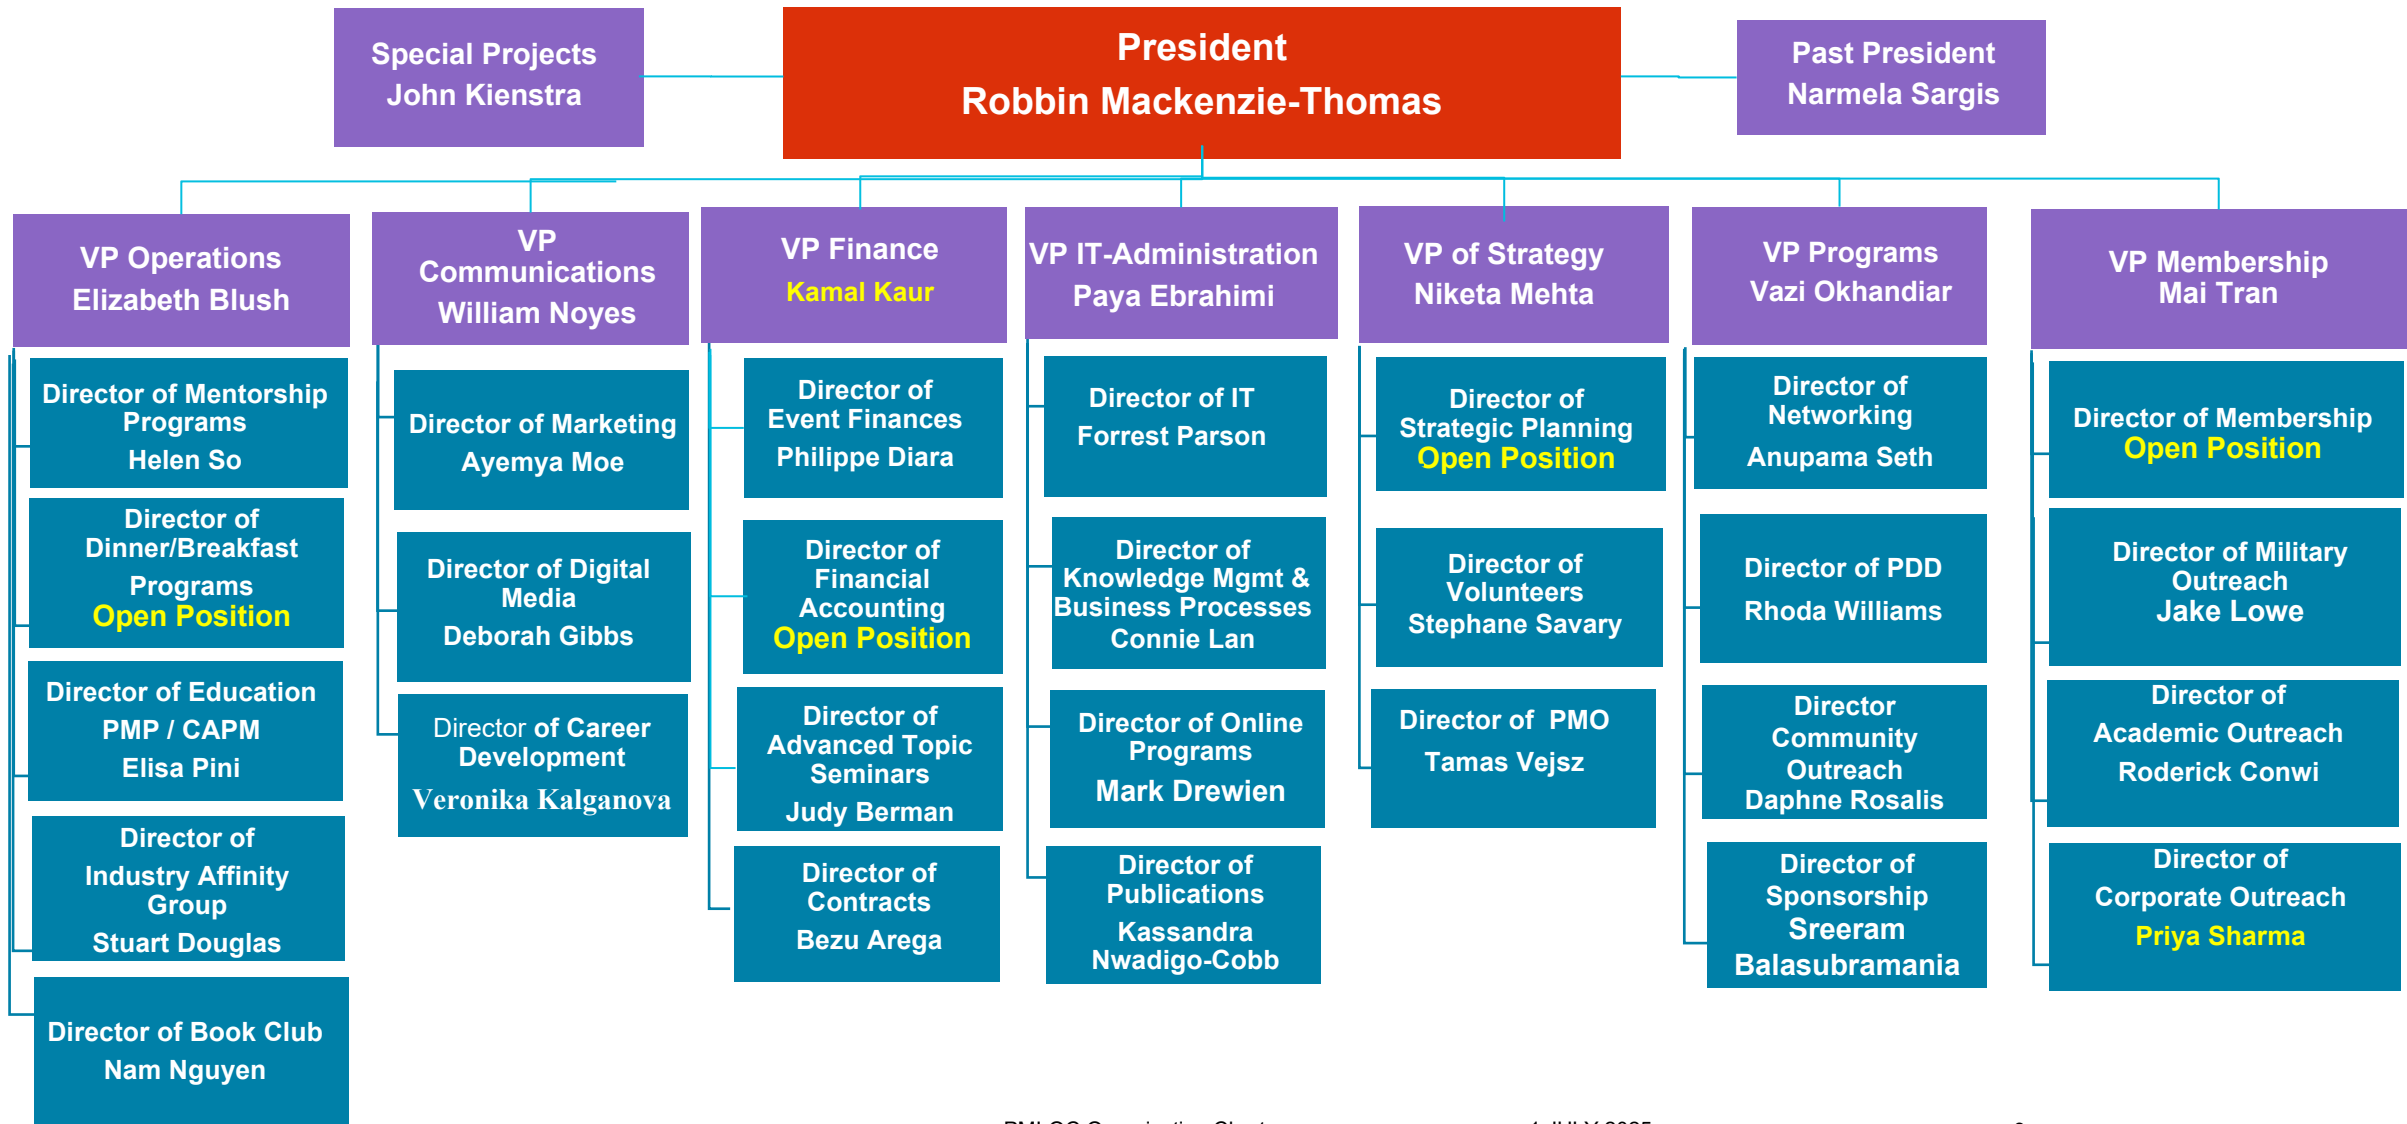 Special Projects
John Kienstra
President
Robbin Mackenzie-Thomas
Past President
Narmela Sargis
VP Operations
Elizabeth Blush
VP
Communications
William Noyes
VP Finance
Kamal Kaur
VP IT-Administration
Paya Ebrahimi
VP of Strategy
Niketa Mehta
VP Programs
Vazi Okhandiar
VP Membership
Mai Tran
Director of Mentorship
Programs
Helen So
Director of
Dinner/Breakfast
Programs
Open Position
Director of Education
PMP / CAPM
Elisa Pini
Director of
Industry Affinity
Group
Stuart Douglas
Director of Book Club
Nam Nguyen
Director of Marketing
Ayemya Moe
Director of Digital
Media
Deborah Gibbs
Director of Career
Development
Veronika Kalganova
Director of
Event Finances
Philippe Diara
Director of
Financial
Accounting
Open Position
Director of
Advanced Topic
Seminars
Judy Berman
Director of
Contracts
Bezu Arega
Director of IT
Forrest Parson
Director of
Knowledge Mgmt &
Business Processes
Connie Lan
Director of Online
Programs
Mark Drewien
Director of
Publications
Kassandra
Nwadigo-Cobb
Director of
Strategic Planning
Open Position
Director of
Volunteers
Stephane Savary
Director of PMO
Tamas Vejsz
Director of
Networking
Anupama Seth
Director of PDD
Rhoda Williams
Director
Community
Outreach
Daphne Rosalis
Director of
Sponsorship
Sreeram
Balasubramania
Director of Membership
Open Position
Director of Military
Outreach
Jake Lowe
Director of
Academic Outreach
Roderick Conwi
Director of
Corporate Outreach
Priya Sharma